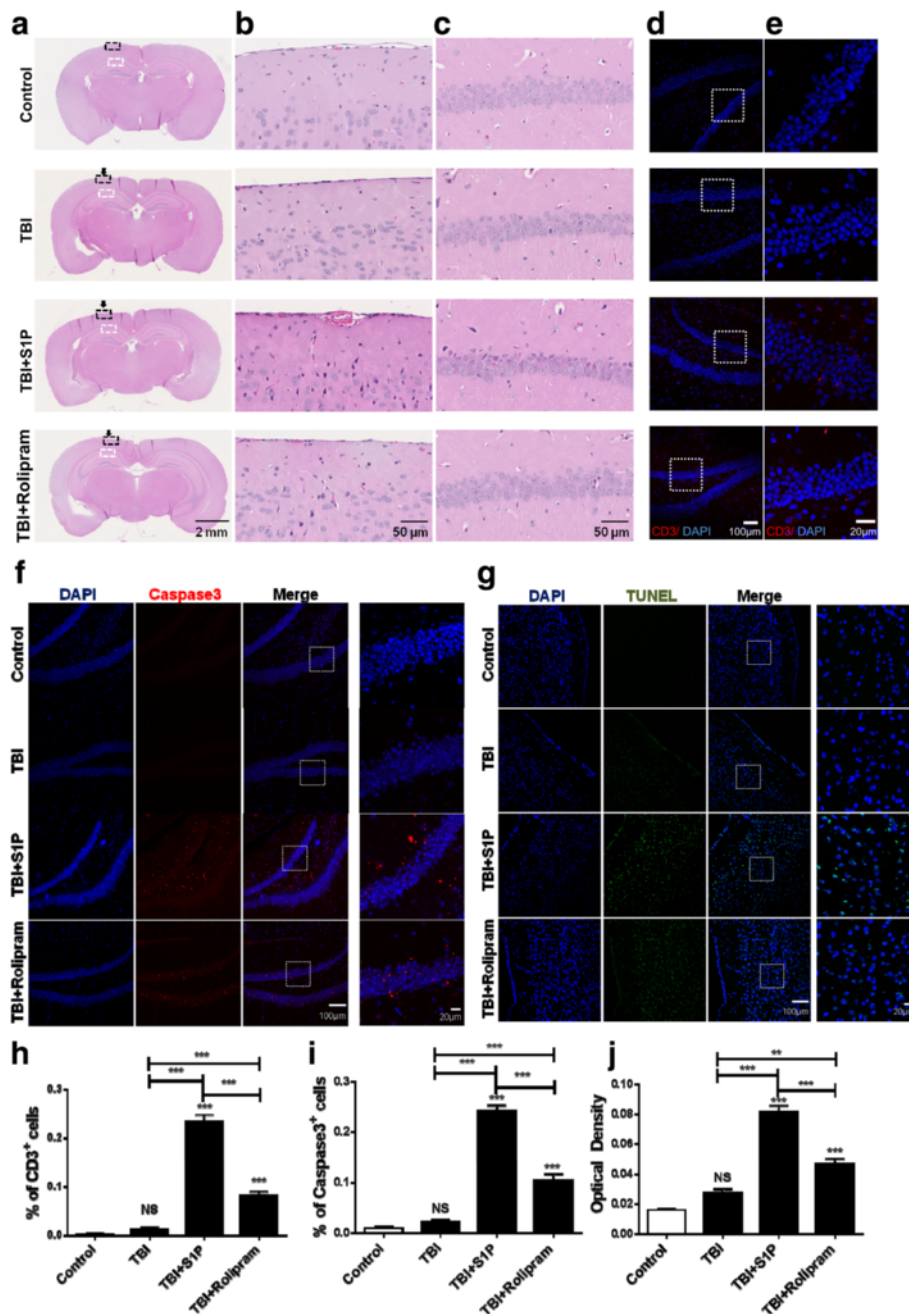 a b c d e
Control
TBI
TBI+S1P
TBI+Rolipram
2 mm 50 µm 50 µm CD3/ DAPI 100µm 20µm
f g
DAPI Caspase3 Merge DAPI TUNEL Merge
Control Control
TBI TBI
TBI+S1P TBI+S1P
TBI+Rolipram TBI+Rolipram
100µm 20µm 100µm 20µ
h i j
% of CD3+ cells
0.3
0.2
0.1
0.0
***
***
***
***
NS
***
Control TBI TBI+S1P TBI+Rolipram
% of Caspase3+ cells
0.3
0.2
0.1
0.0
***
***
***
***
NS
***
Control TBI TBI+S1P TBI+Rolipram
Optical Density
0.10
0.08
0.06
0.04
0.02
0.00
**
***
***
***
NS
***
Control TBI TBI+S1P TBI+Rolipram